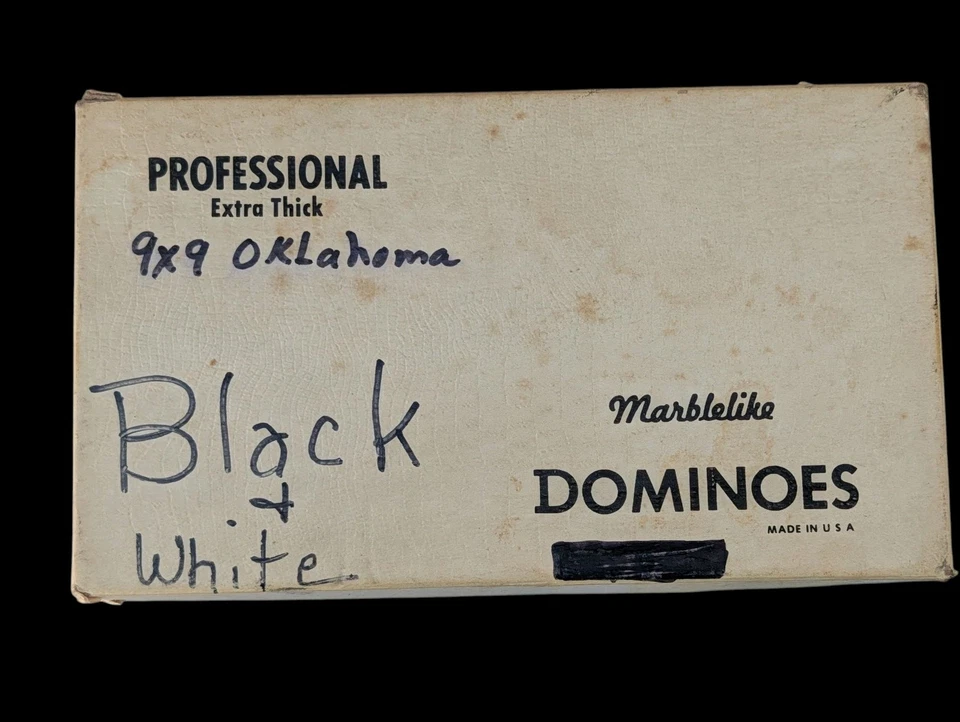 PROFESSIONAL
Extra Thick
9x9 OKLahoma
Black
&
White
Marblelike
DOMINOES
MADE IN U S A